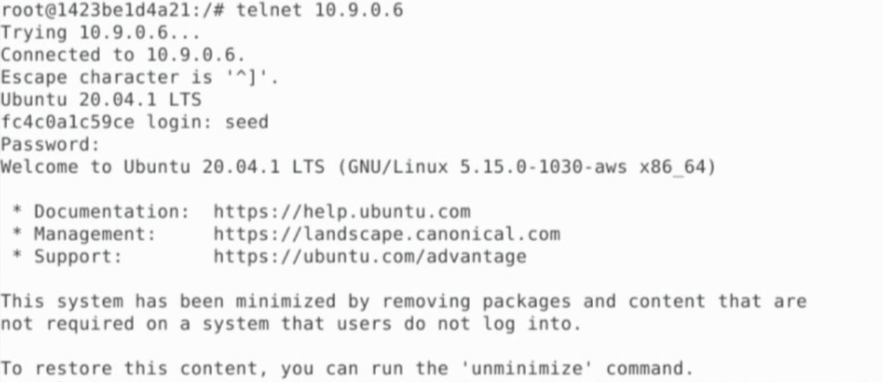 root@1423be1d4a21:/# telnet 10.9.0.6
Trying 10.9.0.6...
Connected to 10.9.0.6.
Escape character is '^]'.
Ubuntu 20.04.1 LTS
fc4c0a1c59ce login: seed
Password:
Welcome to Ubuntu 20.04.1 LTS (GNU/Linux 5.15.0-1030-aws x86_64)
* Documentation:  https://help.ubuntu.com
* Management:     https://landscape.canonical.com
* Support:        https://ubuntu.com/advantage
This system has been minimized by removing packages and content that are
not required on a system that users do not log into.
To restore this content, you can run the 'unminimize' command.